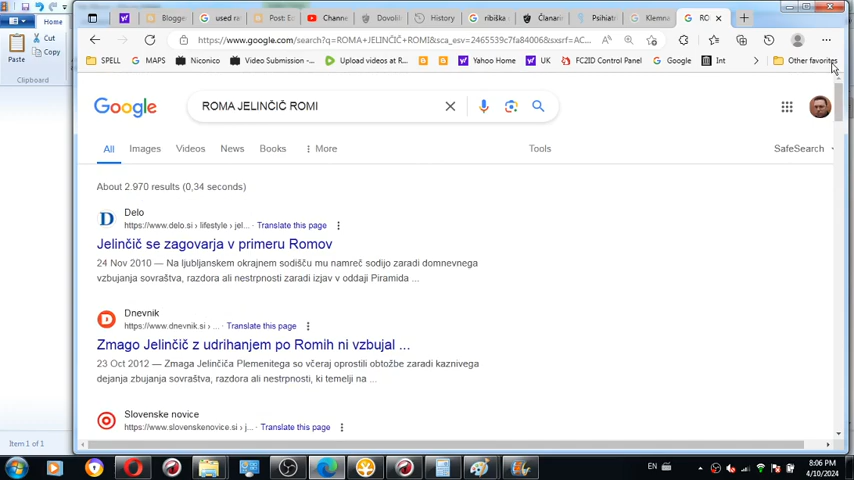 Home
Paste
Cut
Copy
Clipboard
Item 1 of 1
Blogger
used ra
Post: Ec
Channe
Dovolil
History
ribiška
Članari
Psihiatr
Klemna
RO
https://www.google.com/search?q=ROMA+JELINČIČ+ROMI&sca_esv=2465539c7fa84006&sxsrf=AC...
SPELL
MAPS
Niconico
Video Submission -...
Upload videos at R...
Yahoo Home
UK
FC2ID Control Panel
Google
Int
Other favorites
Google
ROMA JELINČIČ ROMI
All
Images
Videos
News
Books
More
Tools
SafeSearch
About 2.970 results (0,34 seconds)
Delo
https://www.delo.si › lifestyle › jel... · Translate this page
Jelinčič se zagovarja v primeru Romov
24 Nov 2010 — Na ljubljanskem okrajnem sodišču mu namreč sodijo zaradi domnevnega
vzbujanja sovraštva, razdora ali nestrpnosti zaradi izjav v oddaji Piramida ...
Dnevnik
https://www.dnevnik.si › ... · Translate this page
Zmago Jelinčič z udrihanjem po Romih ni vzbujal ...
23 Oct 2012 — Zmaga Jelinčiča Plemenitega so včeraj oprostili obtožbe zaradi kaznivega
dejanja zbujanja sovraštva, razdora ali nestrpnosti, ki temelji na ...
Slovenske novice
https://www.slovenskenovice.si › j... · Translate this page
EN
8:06 PM
4/10/2024